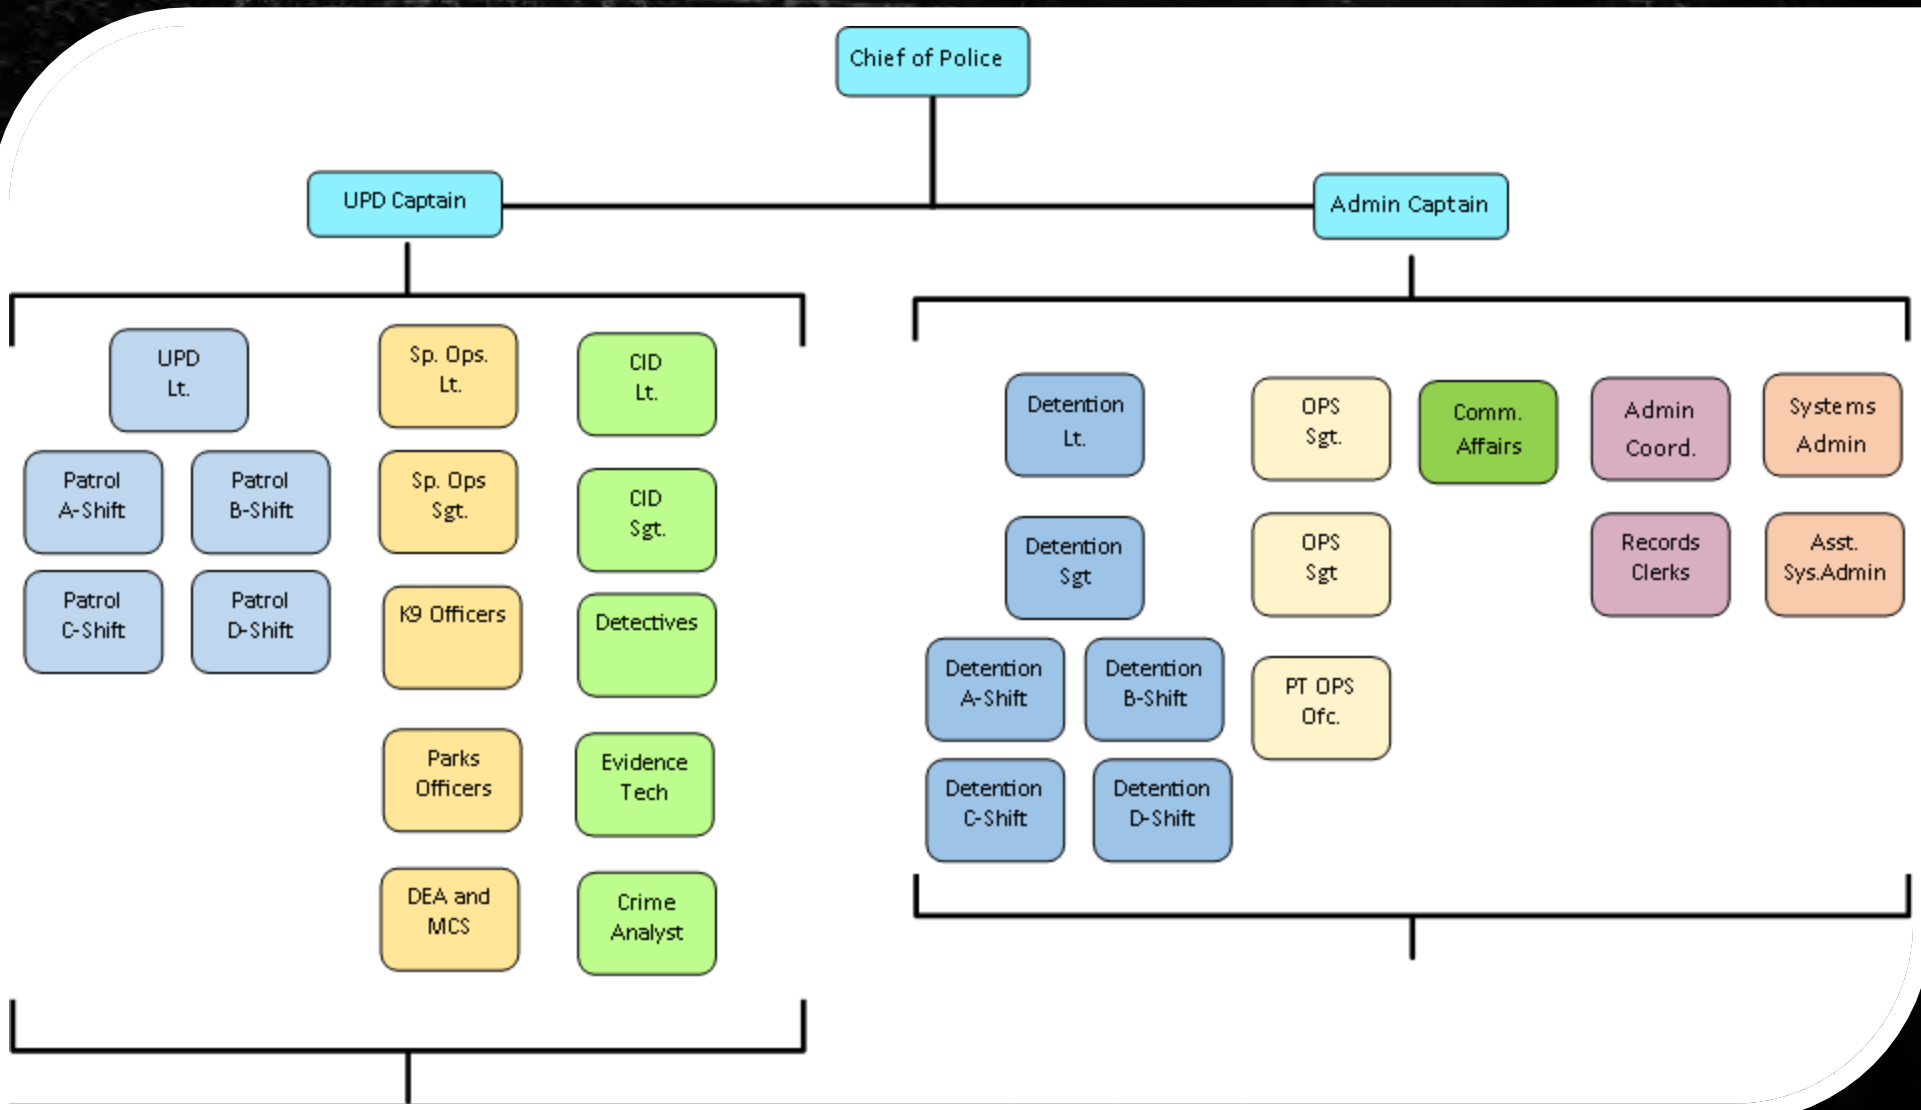 Chief of Police
UPD Captain
Admin Captain
UPD
Lt.
Patrol
A-Shift
Patrol
B-Shift
Patrol
C-Shift
Patrol
D-Shift
Sp. Ops.
Lt.
Sp. Ops
Sgt.
K9 Officers
Parks
Officers
DEA and
MCS
CID
Lt.
CID
Sgt.
Detectives
Evidence
Tech
Crime
Analyst
Detention
Lt.
Detention
Sgt
Detention
A-Shift
Detention
B-Shift
Detention
C-Shift
Detention
D-Shift
OPS
Sgt.
OPS
Sgt
PT OPS
Ofc.
Comm.
Affairs
Admin
Coord.
Records
Clerks
Systems
Admin
Asst.
Sys.Admin